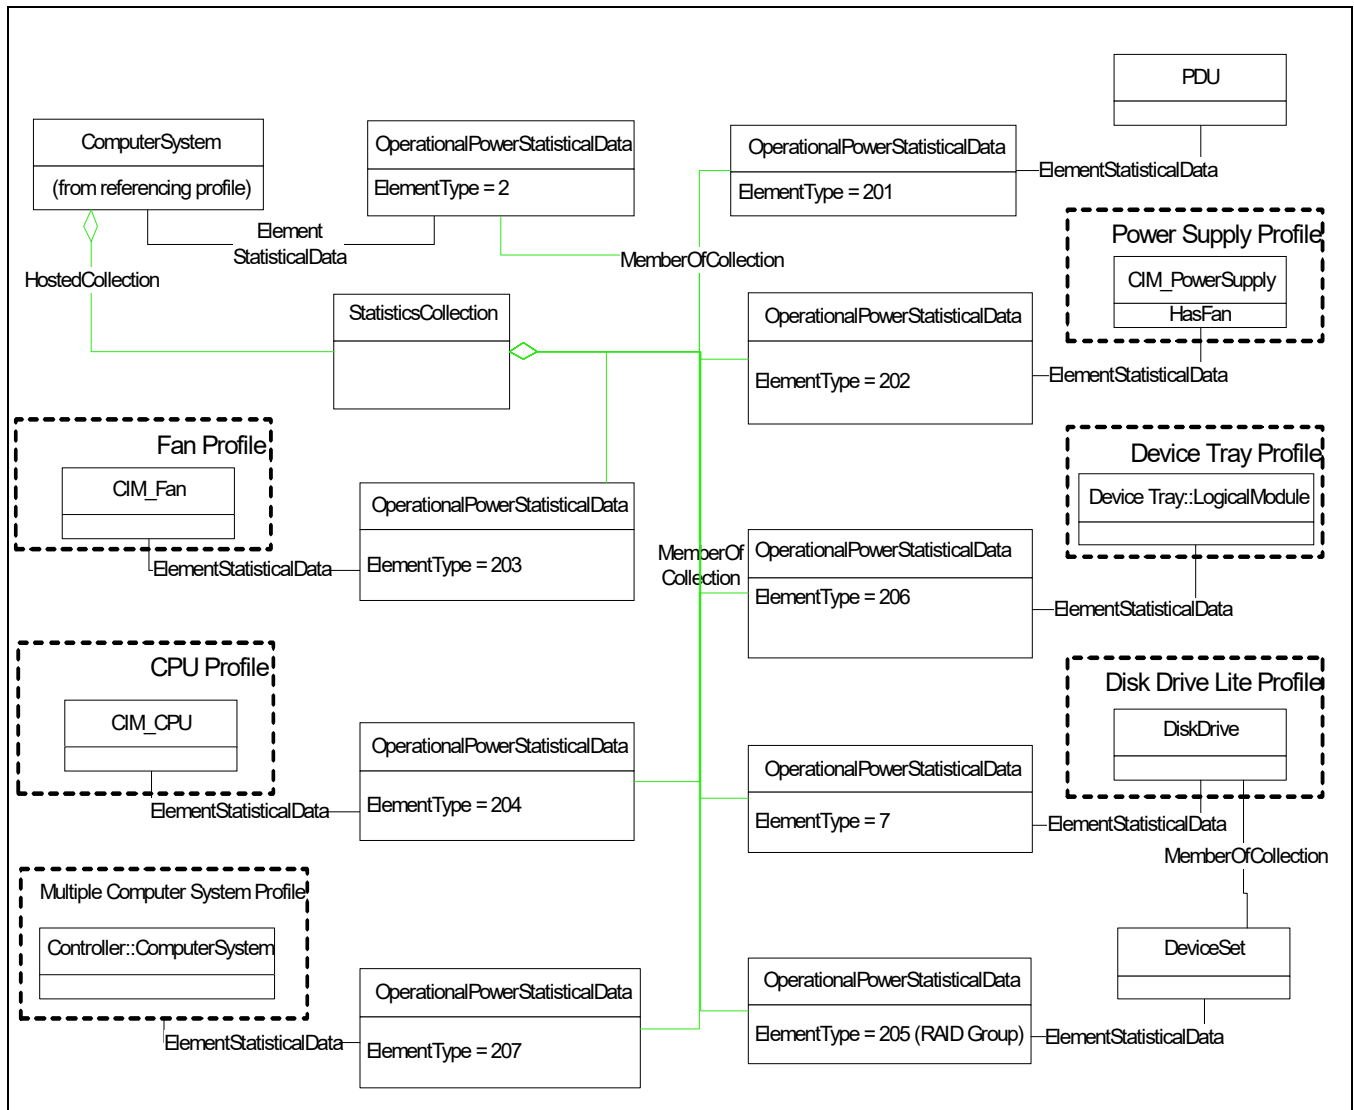 PDU
ComputerSystem
(from referencing profile)
OperationalPowerStatisticalData
ElementType = 2
OperationalPowerStatisticalData
ElementType = 201
ElementStatisticalData
Element
StatisticalData
HostedCollection
MemberOfCollection
Power Supply Profile
CIM_PowerSupply
HasFan
StatisticsCollection
OperationalPowerStatisticalData
ElementType = 202
ElementStatisticalData
Fan Profile
CIM_Fan
ElementStatisticalData
OperationalPowerStatisticalData
ElementType = 203
MemberOf
Collection
OperationalPowerStatisticalData
ElementType = 206
Device Tray Profile
Device Tray::LogicalModule
ElementStatisticalData
CPU Profile
CIM_CPU
ElementStatisticalData
OperationalPowerStatisticalData
ElementType = 204
OperationalPowerStatisticalData
ElementType = 7
Disk Drive Lite Profile
DiskDrive
ElementStatisticalData
MemberOfCollection
Multiple Computer System Profile
Controller::ComputerSystem
ElementStatisticalData
OperationalPowerStatisticalData
ElementType = 207
OperationalPowerStatisticalData
ElementType = 205 (RAID Group)
DeviceSet
ElementStatisticalData